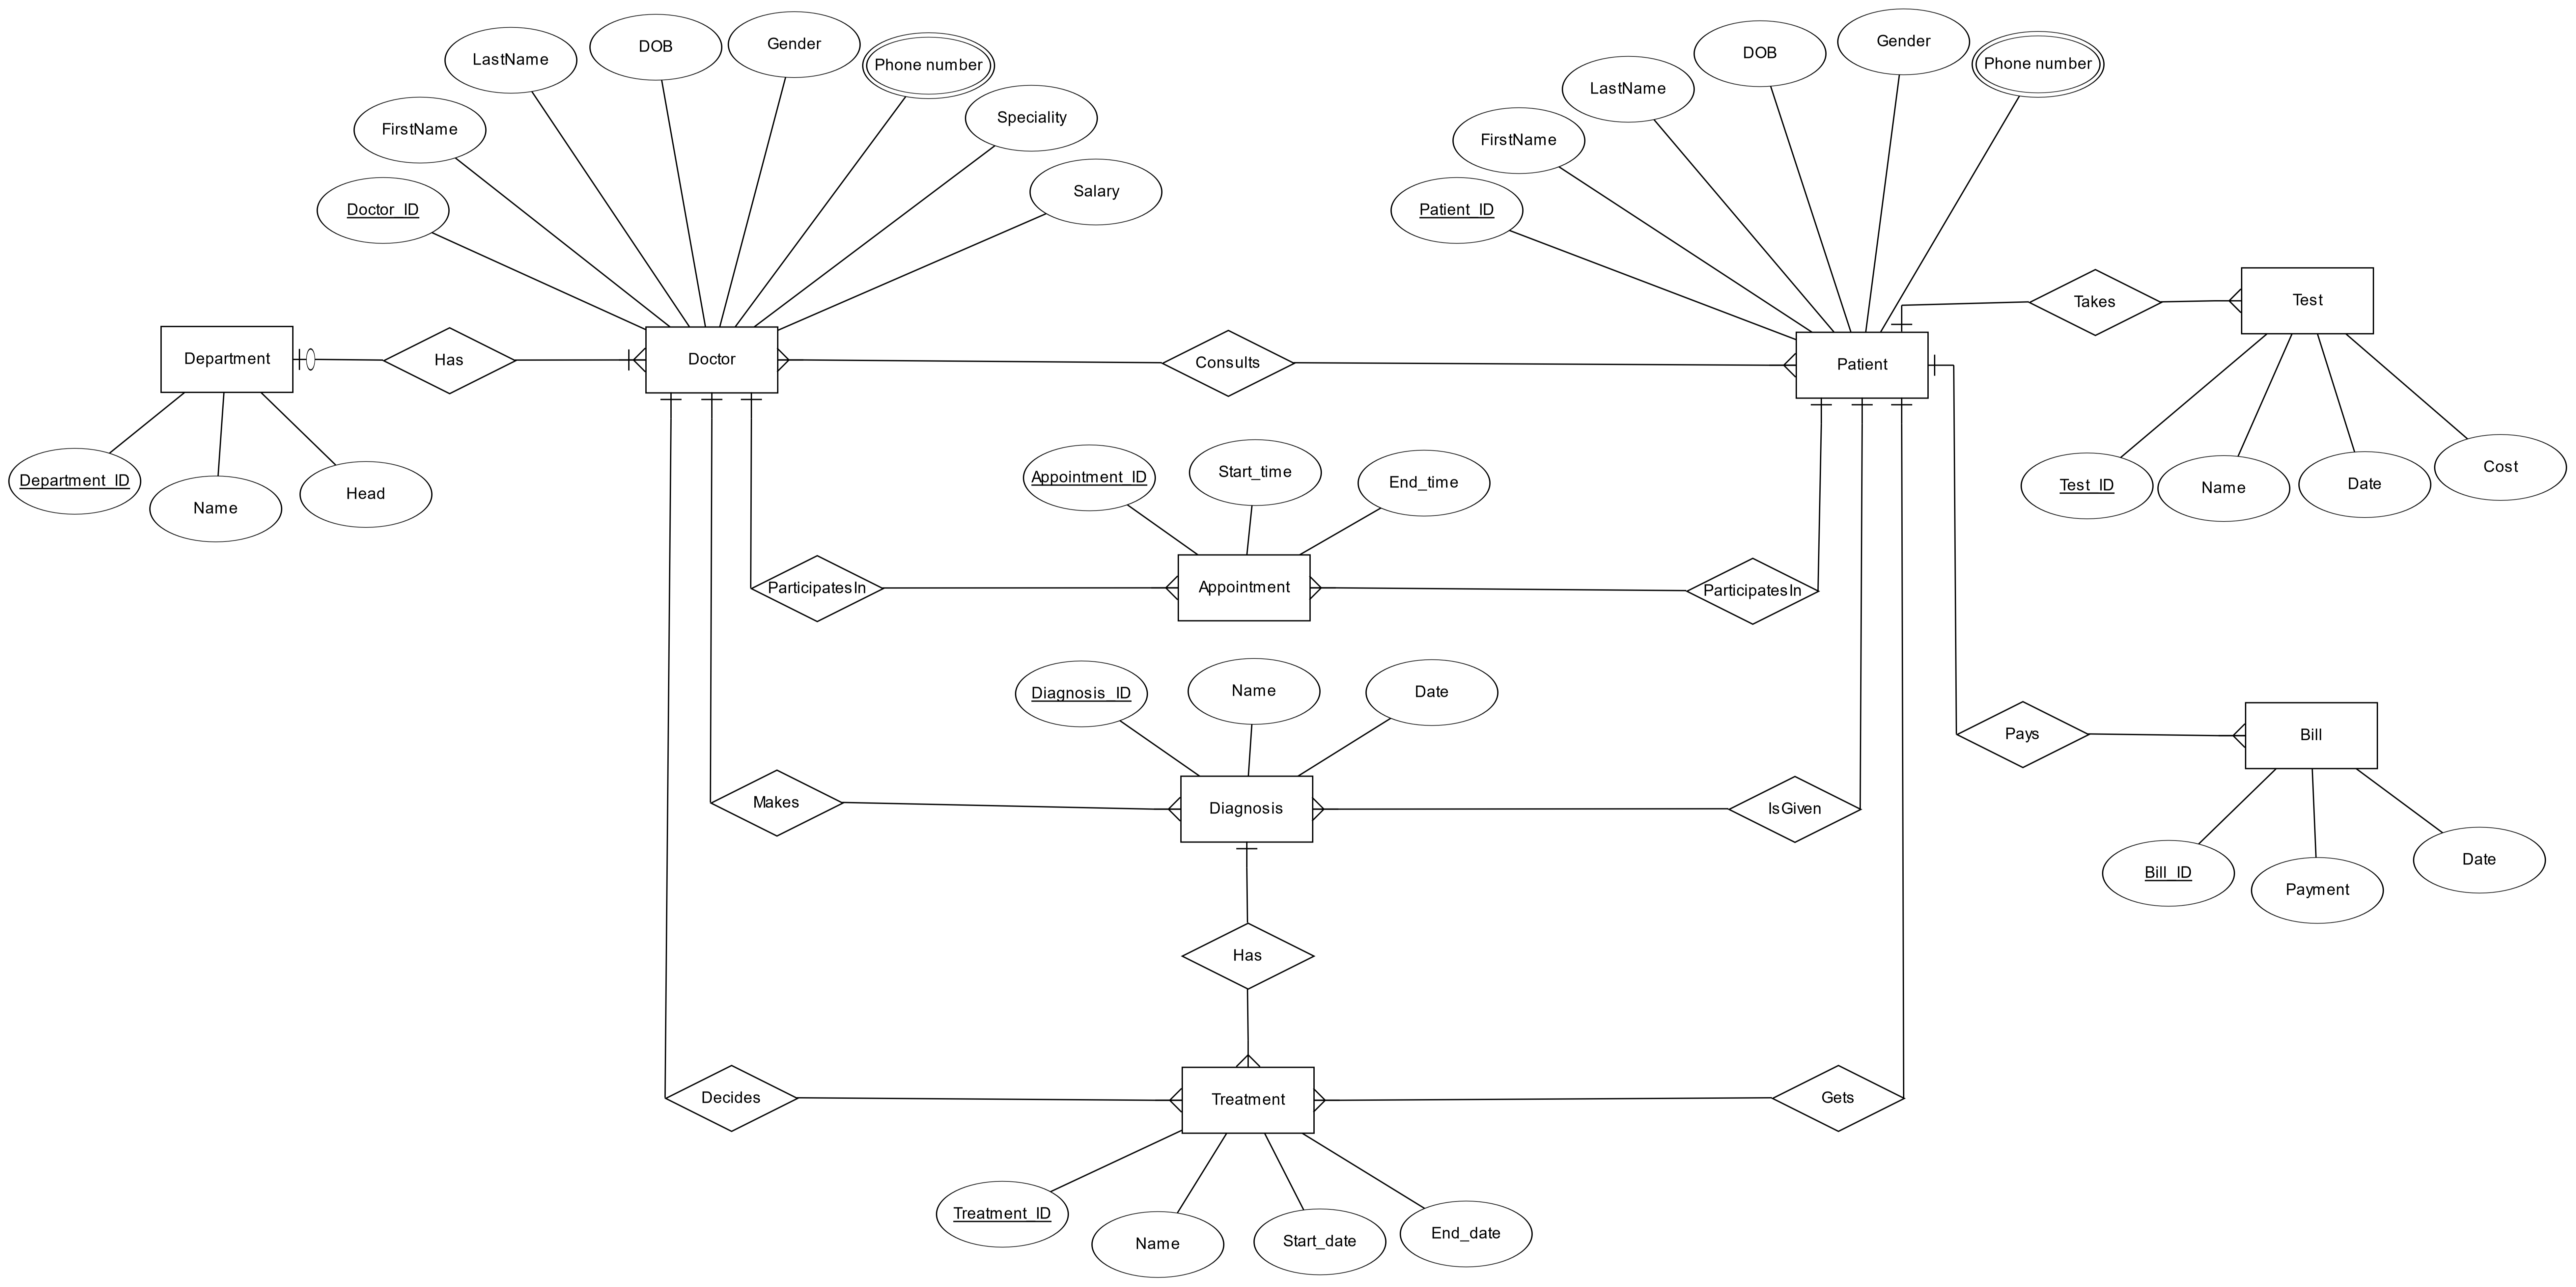 LastName
DOB
Gender
Phone number
FirstName
Speciality
Doctor_ID
Salary
LastName
DOB
Gender
Phone number
FirstName
Patient_ID
Takes
Test
Department
Has
Doctor
Consults
Patient
Department_ID
Name
Head
Appointment_ID
Start_time
End_time
Test_ID
Name
Date
Cost
ParticipatesIn
Appointment
ParticipatesIn
Diagnosis_ID
Name
Date
Pays
Bill
Makes
Diagnosis
IsGiven
Bill_ID
Payment
Date
Has
Decides
Treatment
Gets
Treatment_ID
Name
Start_date
End_date